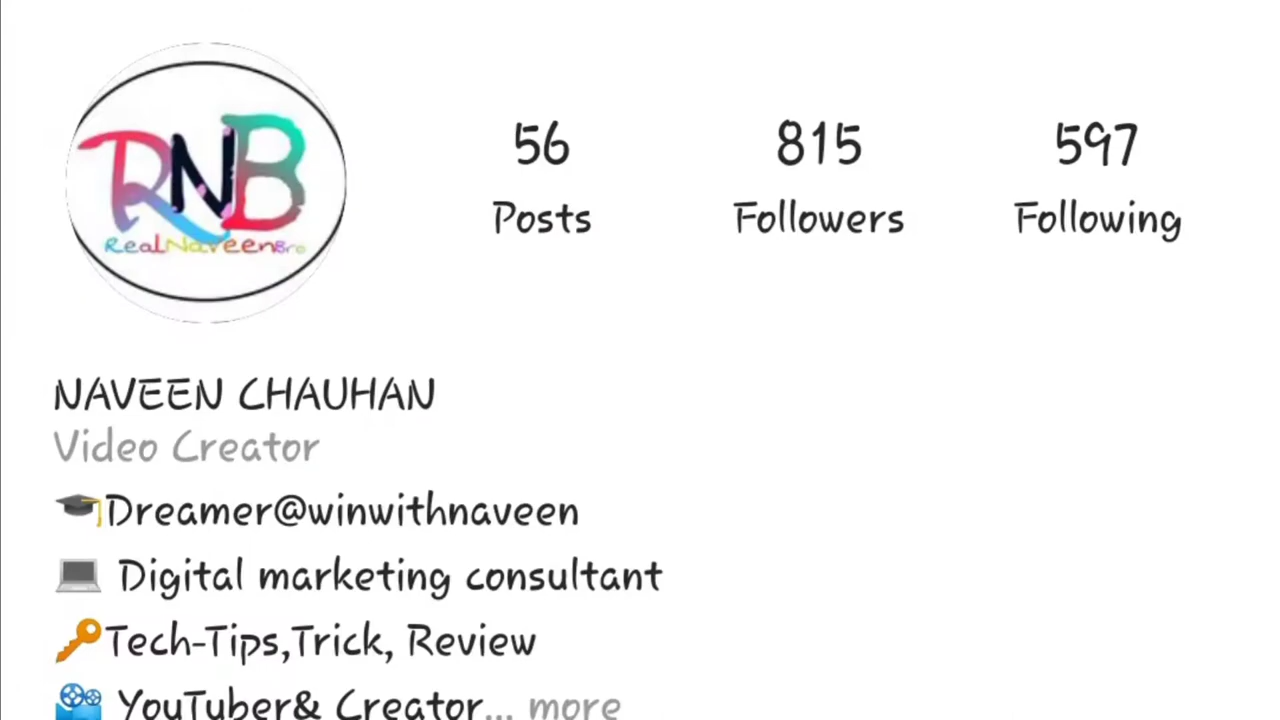 RNB
RealNaveenBro
56 815 597
Posts Followers Following
NAVEEN CHAUHAN
Video Creator
🎓Dreamer@winwithnaveen
💻 Digital marketing consultant
🔑Tech-Tips,Trick, Review
🎥 YouTuber& Creator... more